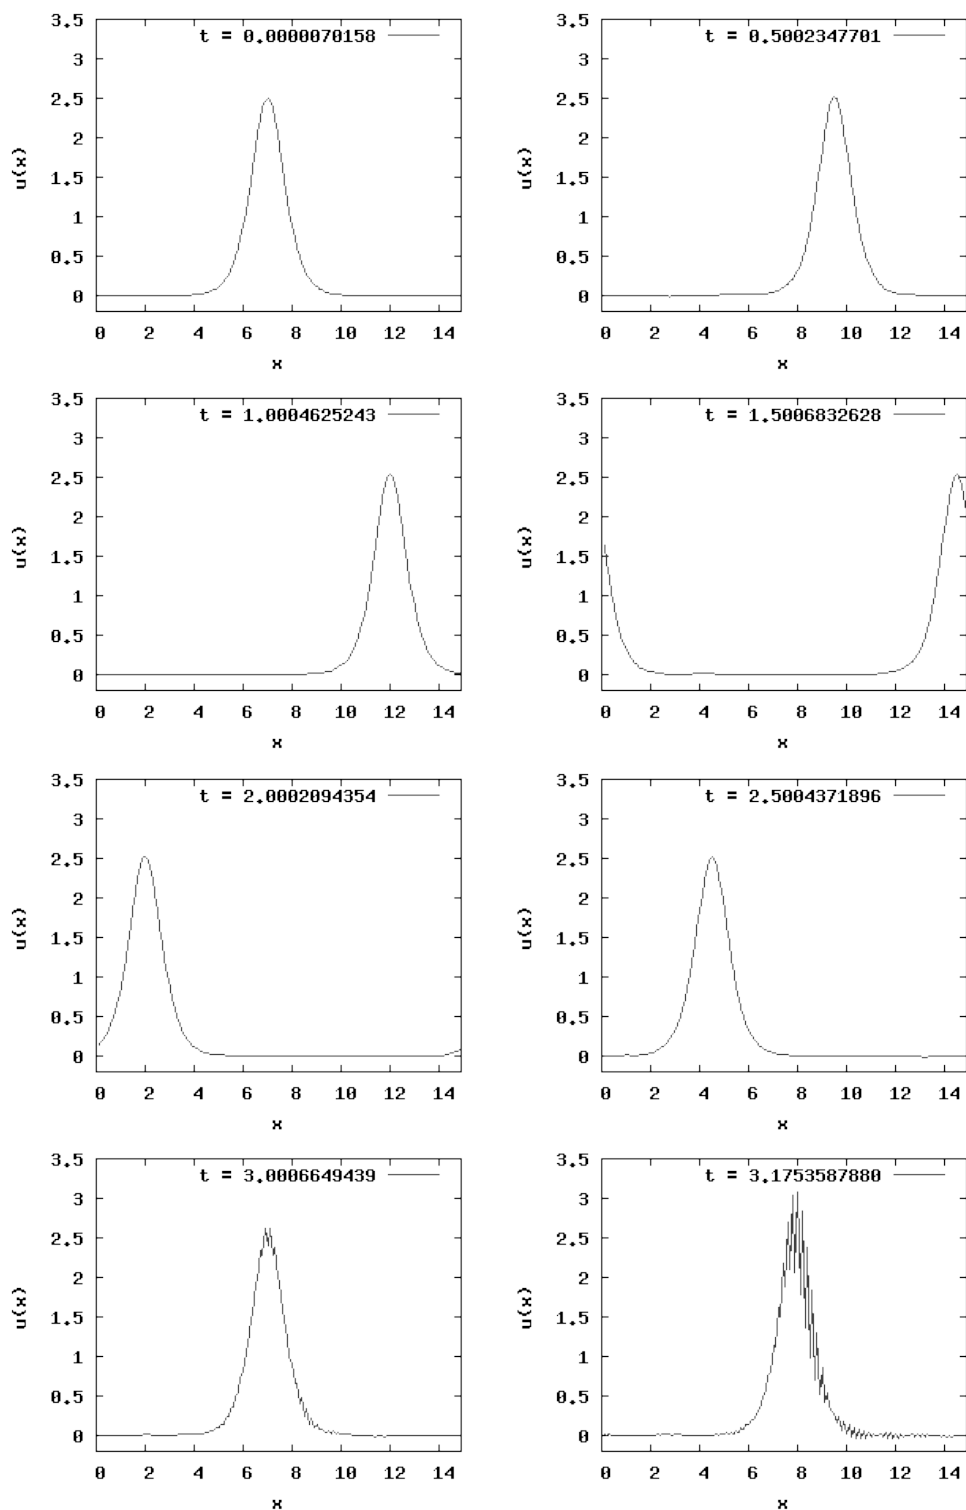 3.5
t = 0.0000070158
3
2.5
2
u(x)
1.5
1
0.5
0
0 2 4 6 8 10 12 14
x
3.5
t = 0.5002347701
3
2.5
2
u(x)
1.5
1
0.5
0
0 2 4 6 8 10 12 14
x
3.5
t = 1.0004625243
3
2.5
2
u(x)
1.5
1
0.5
0
0 2 4 6 8 10 12 14
x
3.5
t = 1.5006832628
3
2.5
2
u(x)
1.5
1
0.5
0
0 2 4 6 8 10 12 14
x
3.5
t = 2.0002094354
3
2.5
2
u(x)
1.5
1
0.5
0
0 2 4 6 8 10 12 14
x
3.5
t = 2.5004371896
3
2.5
2
u(x)
1.5
1
0.5
0
0 2 4 6 8 10 12 14
x
3.5
t = 3.0006649439
3
2.5
2
u(x)
1.5
1
0.5
0
0 2 4 6 8 10 12 14
x
3.5
t = 3.1753587880
3
2.5
2
u(x)
1.5
1
0.5
0
0 2 4 6 8 10 12 14
x